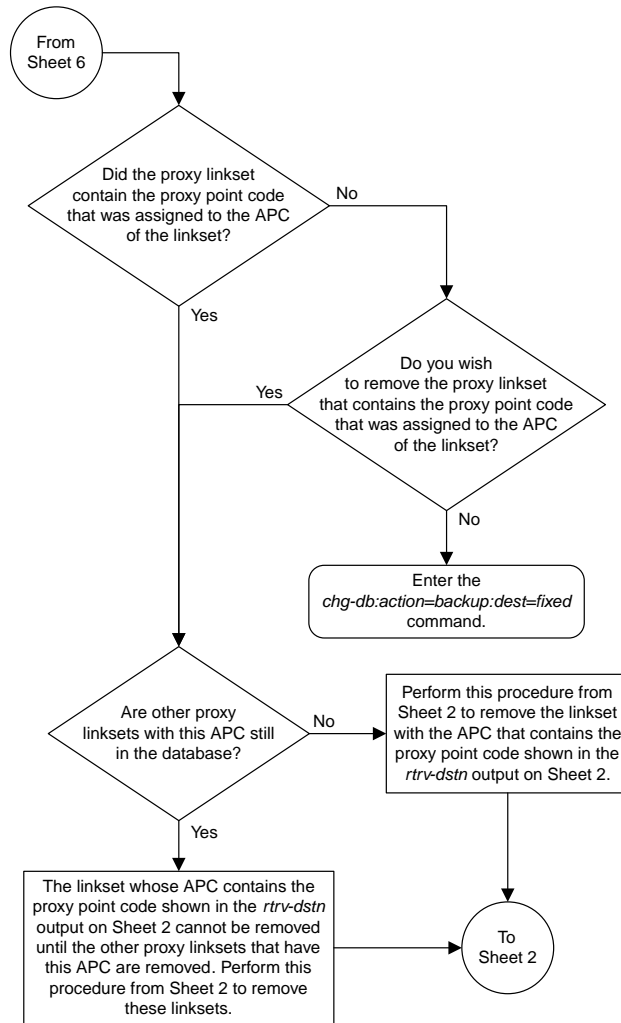 From
Sheet 6
Did the proxy linkset
contain the proxy point code
that was assigned to the APC
of the linkset?
No
Yes
Do you wish
to remove the proxy linkset
that contains the proxy point code
that was assigned to the APC
of the linkset?
Yes
No
Enter the
chg-db:action=backup:dest=fixed
command.
Are other proxy
linksets with this APC still
in the database?
No
Yes
Perform this procedure from
Sheet 2 to remove the linkset
with the APC that contains the
proxy point code shown in the
rtrv-dstn output on Sheet 2.
The linkset whose APC contains the
proxy point code shown in the rtrv-dstn
output on Sheet 2 cannot be removed
until the other proxy linksets that have
this APC are removed. Perform this
procedure from Sheet 2 to remove
these linksets.
To
Sheet 2